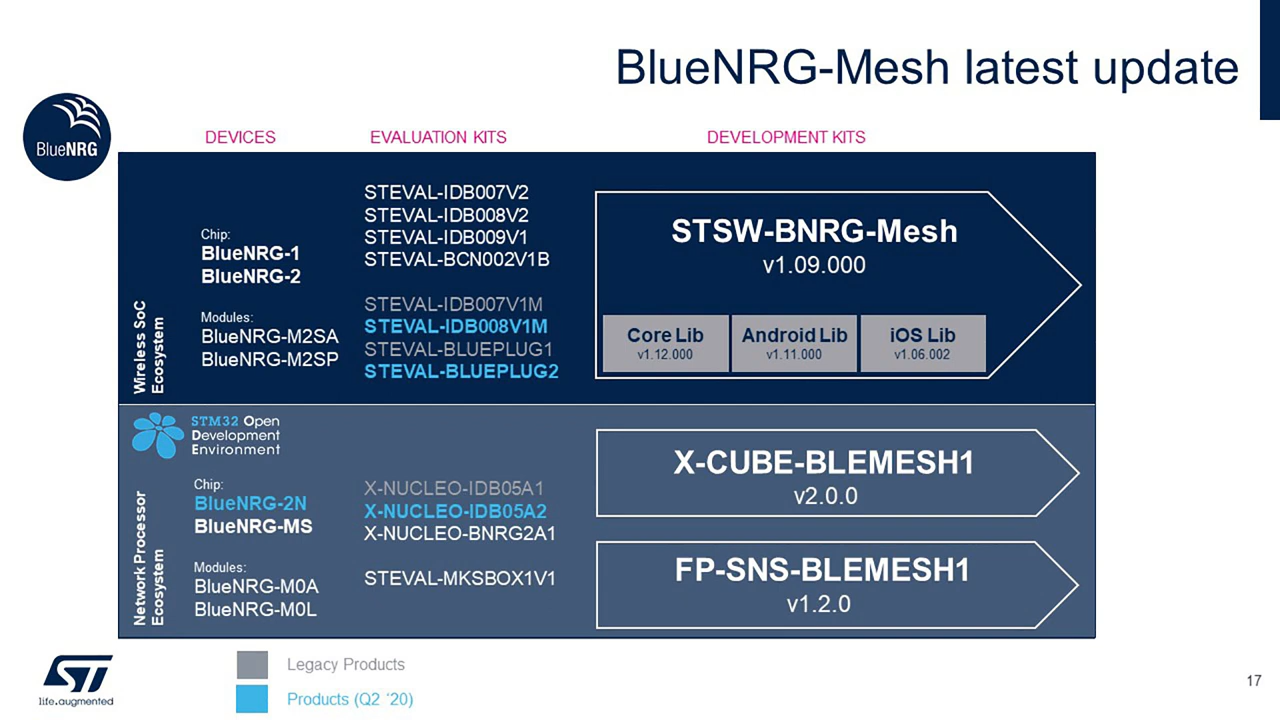 BlueNRG-Mesh latest update
BlueNRG
DEVICES
EVALUATION KITS
DEVELOPMENT KITS
Wireless SoC
Ecosystem
Chip:
BlueNRG-1
BlueNRG-2
Modules:
BlueNRG-M2SA
BlueNRG-M2SP
STEVAL-IDB007V2
STEVAL-IDB008V2
STEVAL-IDB009V1
STEVAL-BCN002V1B
STEVAL-IDB007V1M
STEVAL-IDB008V1M
STEVAL-BLUEPLUG1
STEVAL-BLUEPLUG2
STSW-BNRG-Mesh
v1.09.000
Core Lib
v1.12.000
Android Lib
v1.11.000
iOS Lib
v1.06.002
STM32 Open
Development
Environment
Network Processor
Ecosystem
Chip:
BlueNRG-2N
BlueNRG-MS
Modules:
BlueNRG-M0A
BlueNRG-M0L
X-NUCLEO-IDB05A1
X-NUCLEO-IDB05A2
X-NUCLEO-BNRG2A1
STEVAL-MKSBOX1V1
X-CUBE-BLEMESH1
v2.0.0
FP-SNS-BLEMESH1
v1.2.0
Legacy Products
Products (Q2 ‘20)
ST
life.augmented
17